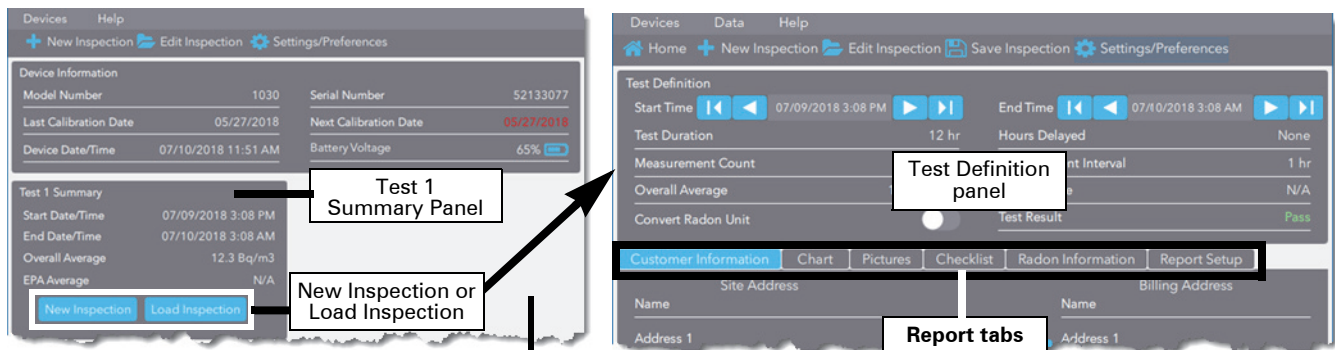 Devices Help
New Inspection Edit Inspection Settings/Preferences
Device Information
Model Number 1030 Serial Number 52133077
Last Calibration Date 05/27/2018 Next Calibration Date 05/27/2018
Device Date/Time 07/10/2018 11:51 AM Battery Voltage 65%
Test 1 Summary
Start Date/Time 07/09/2018 3:08 PM
End Date/Time 07/10/2018 3:08 AM
Overall Average 12.3 Bq/m3
EPA Average N/A
New Inspection Load Inspection
Test 1
Summary Panel
New Inspection or
Load Inspection
Devices Data Help
Home New Inspection Edit Inspection Save Inspection Settings/Preferences
Test Definition
Start Time 07/09/2018 3:08 PM End Time 07/10/2018 3:08 AM
Test Duration 12 hr Hours Delayed None
Measurement Count Interval 1 hr
Overall Average N/A
Convert Radon Unit Test Result Pass
Test Definition
panel
Customer Information Chart Pictures Checklist Radon Information Report Setup
Site Address Billing Address
Name Name
Address 1 Address 1
Report tabs